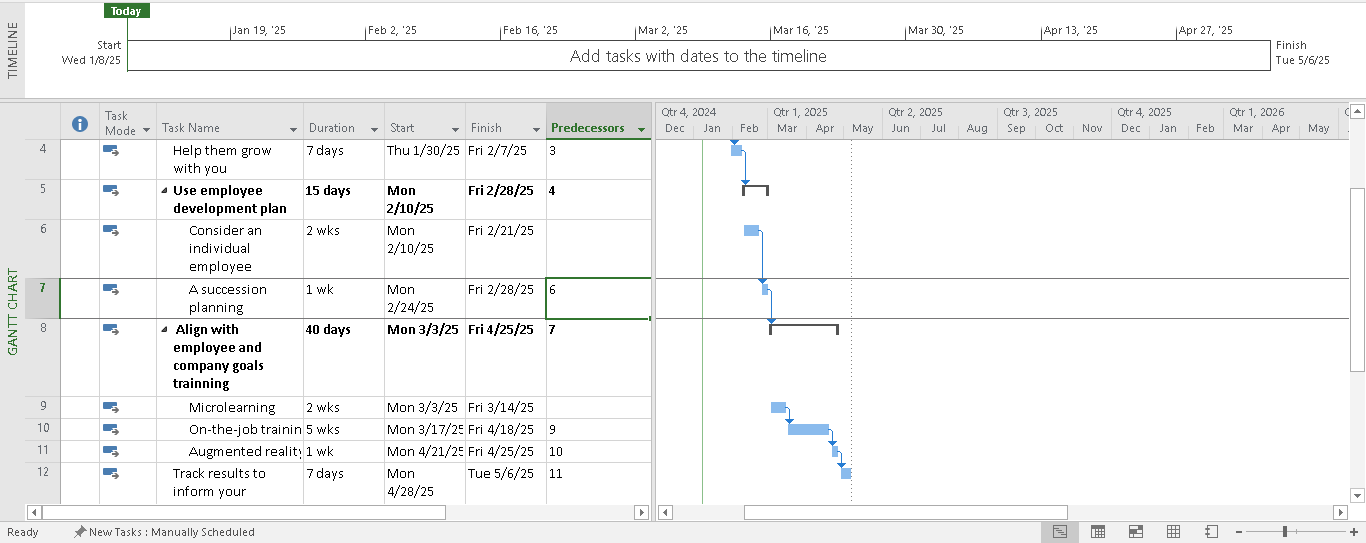 Today
TIMELINE
Jan 19, '25 Feb 2, '25 Feb 16, '25 Mar 2, '25 Mar 16, '25 Mar 30, '25 Apr 13, '25 Apr 27, '25
Start
Wed 1/8/25
Add tasks with dates to the timeline
Finish
Tue 5/6/25
GANTT CHART
Task Mode Task Name Duration Start Finish Predecessors
Qtr 4, 2024 Qtr 1, 2025 Qtr 2, 2025 Qtr 3, 2025 Qtr 4, 2025 Qtr 1, 2026
Dec Jan Feb Mar Apr May Jun Jul Aug Sep Oct Nov Dec Jan Feb Mar Apr May
4 Help them grow 7 days Thu 1/30/25 Fri 2/7/25 3
with you
5 Use employee 15 days Mon Fri 2/28/25 4
development plan 2/10/25
6 Consider an 2 wks Mon Fri 2/21/25
individual 2/10/25
employee
7 A succession 1 wk Mon Fri 2/28/25 6
planning 2/24/25
8 Align with 40 days Mon 3/3/25 Fri 4/25/25 7
employee and
company goals
trainning
9 Microlearning 2 wks Mon 3/3/25 Fri 3/14/25
10 On-the-job trainin 5 wks Mon 3/17/25 Fri 4/18/25 9
11 Augmented reality 1 wk Mon 4/21/25 Fri 4/25/25 10
12 Track results to 7 days Mon Tue 5/6/25 11
inform your 4/28/25
Ready New Tasks : Manually Scheduled